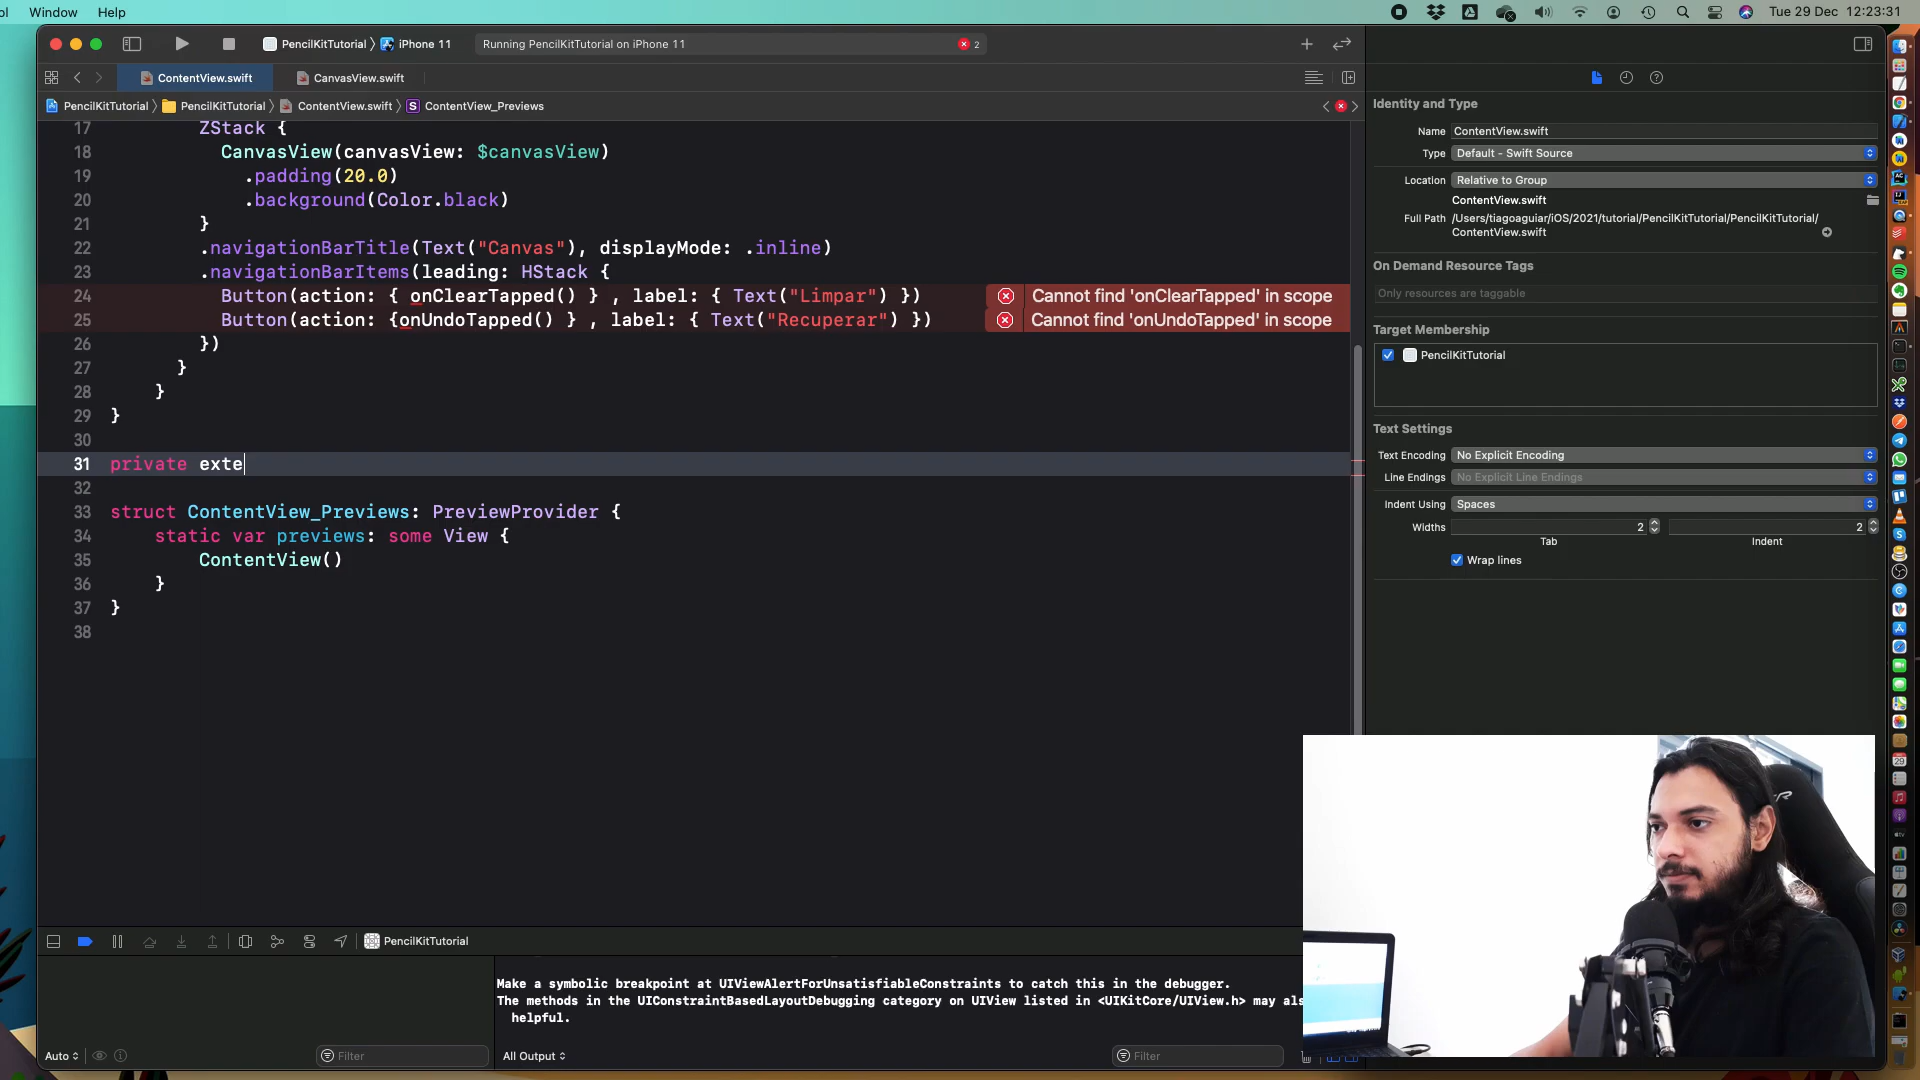 ol Window Help Tue 29 Dec 12:23:31
PencilKitTutorial iPhone 11 Running PencilKitTutorial on iPhone 11 2
ContentView.swift CanvasView.swift
PencilKitTutorial PencilKitTutorial ContentView.swift S ContentView_Previews
17 ZStack {
18 CanvasView(canvasView: $canvasView)
19 .padding(20.0)
20 .background(Color.black)
21 }
22 .navigationBarTitle(Text("Canvas"), displayMode: .inline)
23 .navigationBarItems(leading: HStack {
24 Button(action: { onClearTapped() } , label: { Text("Limpar") }) Cannot find 'onClearTapped' in scope
25 Button(action: {onUndoTapped() } , label: { Text("Recuperar") }) Cannot find 'onUndoTapped' in scope
26 })
27 }
28 }
29 }
30
31 private exte
32
33 struct ContentView_Previews: PreviewProvider {
34 static var previews: some View {
35 ContentView()
36 }
37 }
38
PencilKitTutorial
Make a symbolic breakpoint at UIViewAlertForUnsatisfiableConstraints to catch this in the debugger.
The methods in the UIConstraintBasedLayoutDebugging category on UIView listed in <UIKitCore/UIView.h> may als
helpful.
Auto Filter All Output Filter
Identity and Type
Name ContentView.swift
Type Default - Swift Source
Location Relative to Group
ContentView.swift
Full Path /Users/tiagoaguiar/iOS/2021/tutorial/PencilKitTutorial/PencilKitTutorial/
ContentView.swift
On Demand Resource Tags
Only resources are taggable
Target Membership
PencilKitTutorial
Text Settings
Text Encoding No Explicit Encoding
Line Endings No Explicit Line Endings
Indent Using Spaces
Widths 2 2
Tab Indent
Wrap lines